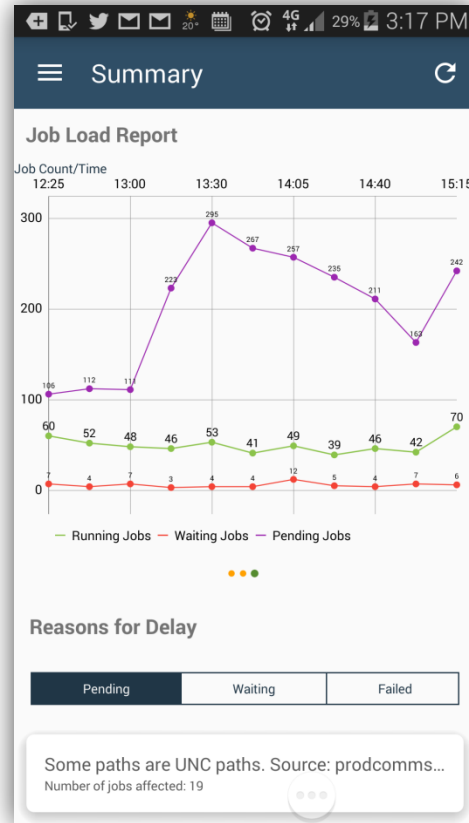 20° 4G 29% 3:17 PM
Summary
Job Load Report
Job Count/Time
12:25 13:00 13:30 14:05 14:40 15:15
300
200
100
0
106 112 111 223 295 267 257 235 211 163 242
60 52 48 46 53 41 49 39 46 42 70
7 4 7 3 4 4 12 5 4 7 6
Running Jobs Waiting Jobs Pending Jobs
Reasons for Delay
Pending Waiting Failed
Some paths are UNC paths. Source: prodcomms...
Number of jobs affected: 19